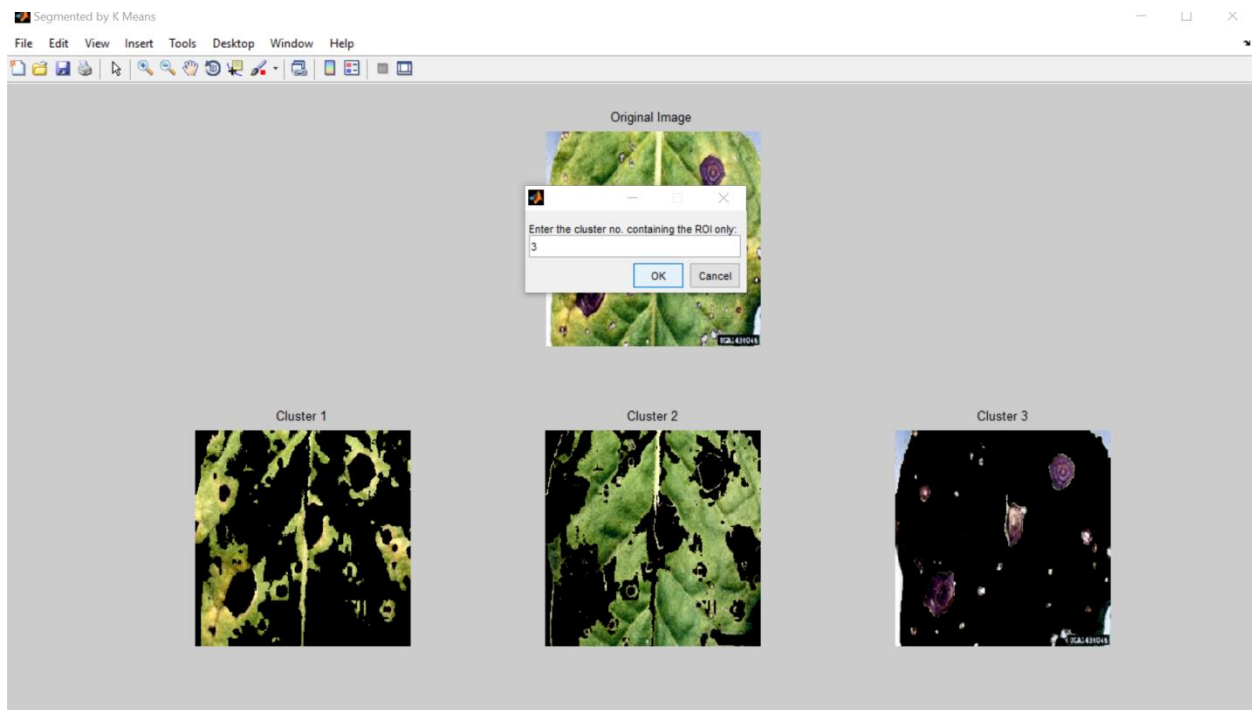 Segmented by K Means
File Edit View Insert Tools Desktop Window Help
Original Image
Enter the cluster no. containing the ROI only:
3
OK Cancel
Cluster 1 Cluster 2 Cluster 3